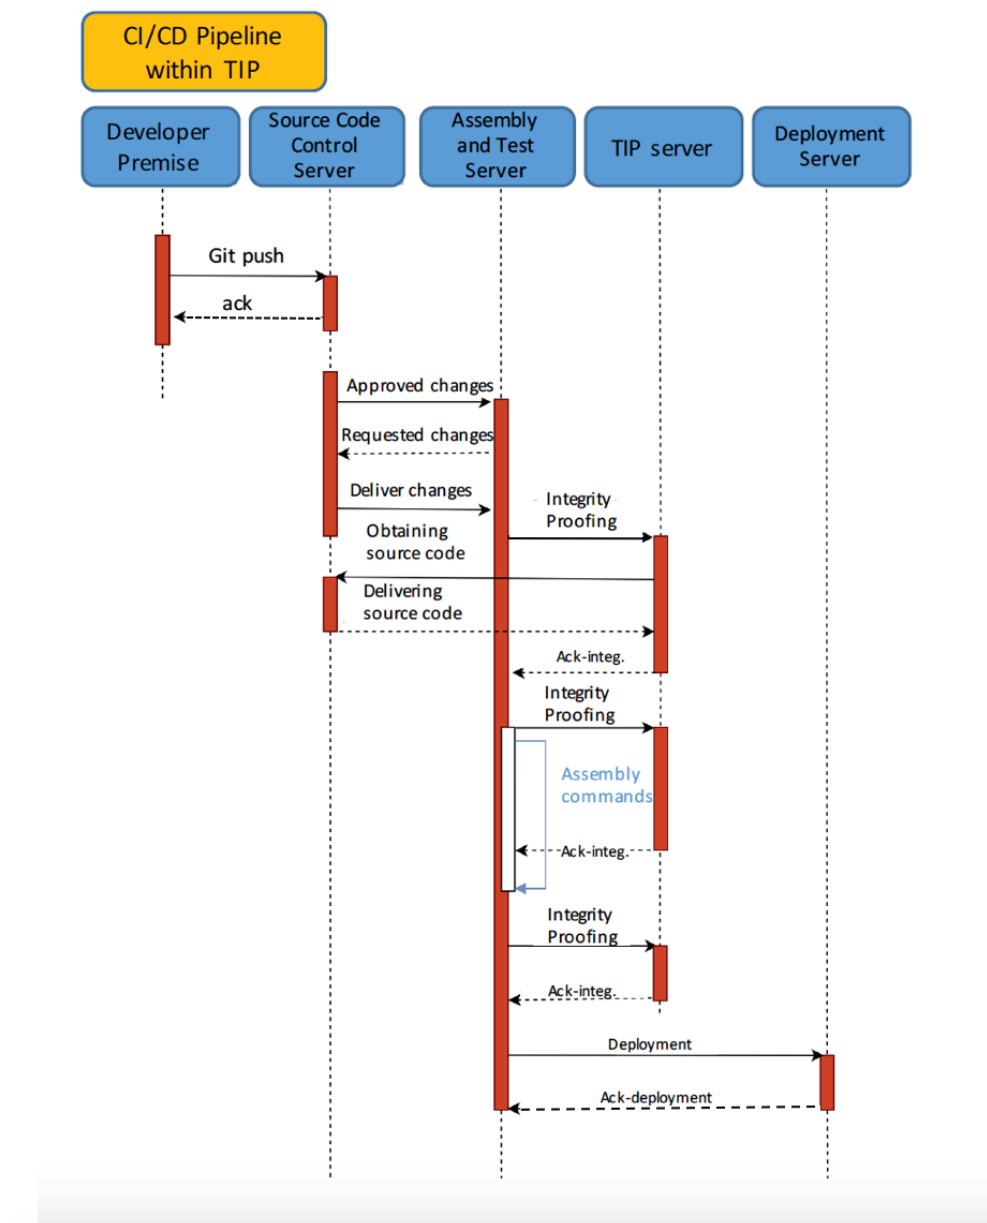 CI/CD Pipeline
within TIP
Developer
Premise
Source Code
Control
Server
Assembly
and Test
Server
TIP server
Deployment
Server
Git push
ack
Approved changes
Requested changes
Deliver changes
Integrity
Proofing
Obtaining
source code
Delivering
source code
Ack-integ.
Integrity
Proofing
Assembly
commands
Ack-integ.
Integrity
Proofing
Ack-integ.
Deployment
Ack-deployment